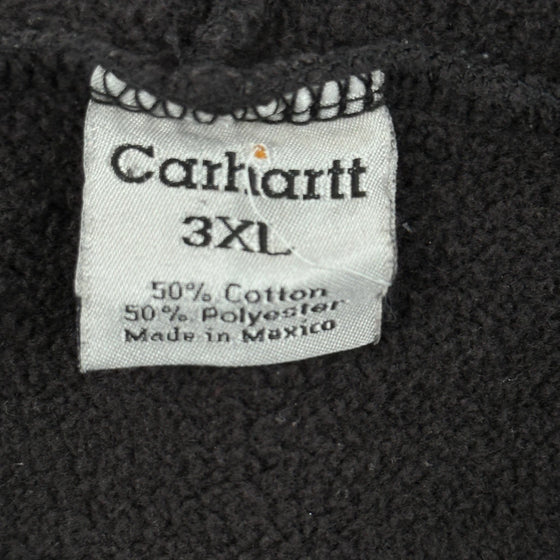 Carhartt
3XL
50% Cotton
50% Polyester
Made in Mexico